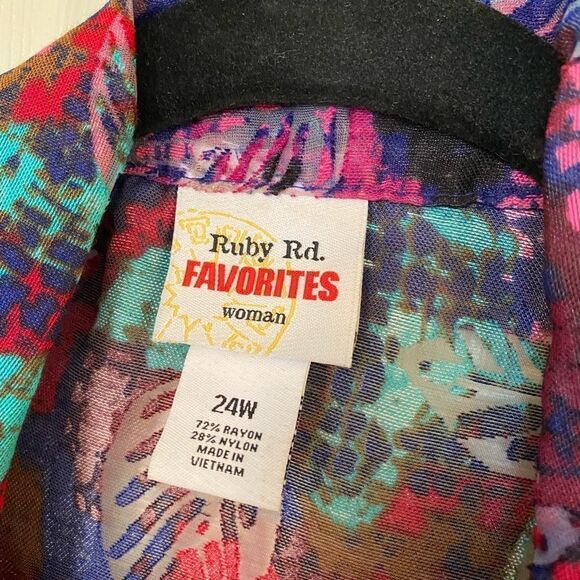 Ruby Rd.
FAVORITES
woman
24W
72% RAYON
28% NYLON
MADE IN
VIETNAM